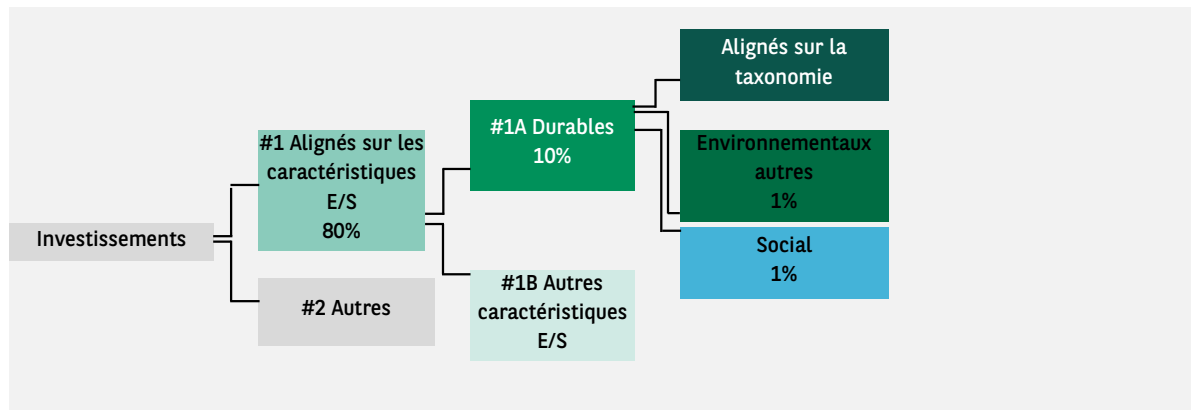 Investissements
#1 Alignés sur les
caractéristiques
E/S
80%
#2 Autres
#1A Durables
10%
#1B Autres
caractéristiques
E/S
Alignés sur la
taxonomie
Environnementaux
autres
1%
Social
1%